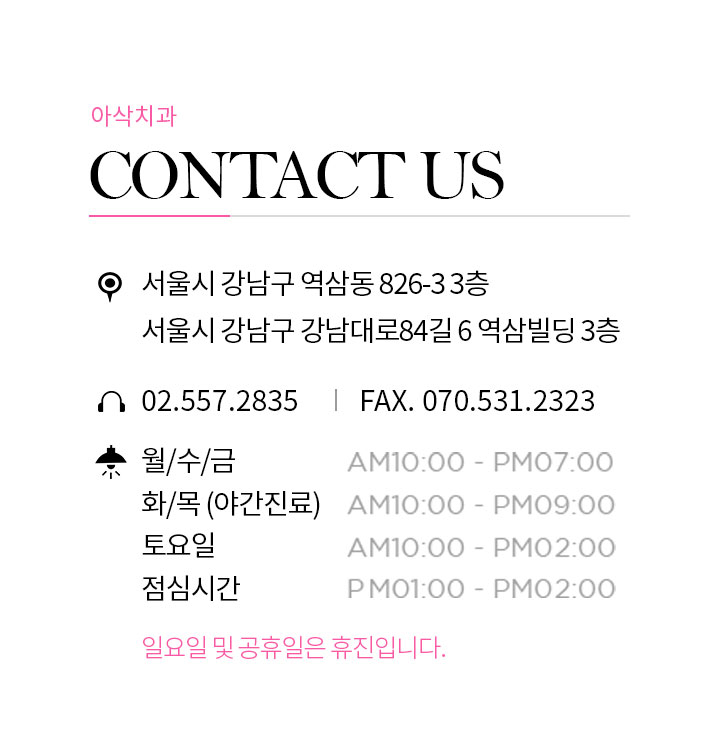 아삭치과
CONTACT US
서울시 강남구 역삼동 826-3 3층
서울시 강남구 강남대로84길 6 역삼빌딩 3층
02.557.2835 | FAX. 070.531.2323
월/수/금 AM10:00 - PM07:00
화/목 (야간진료) AM10:00 - PM09:00
토요일 AM10:00 - PM02:00
점심시간 PM01:00 - PM02:00
일요일 및 공휴일은 휴진입니다.